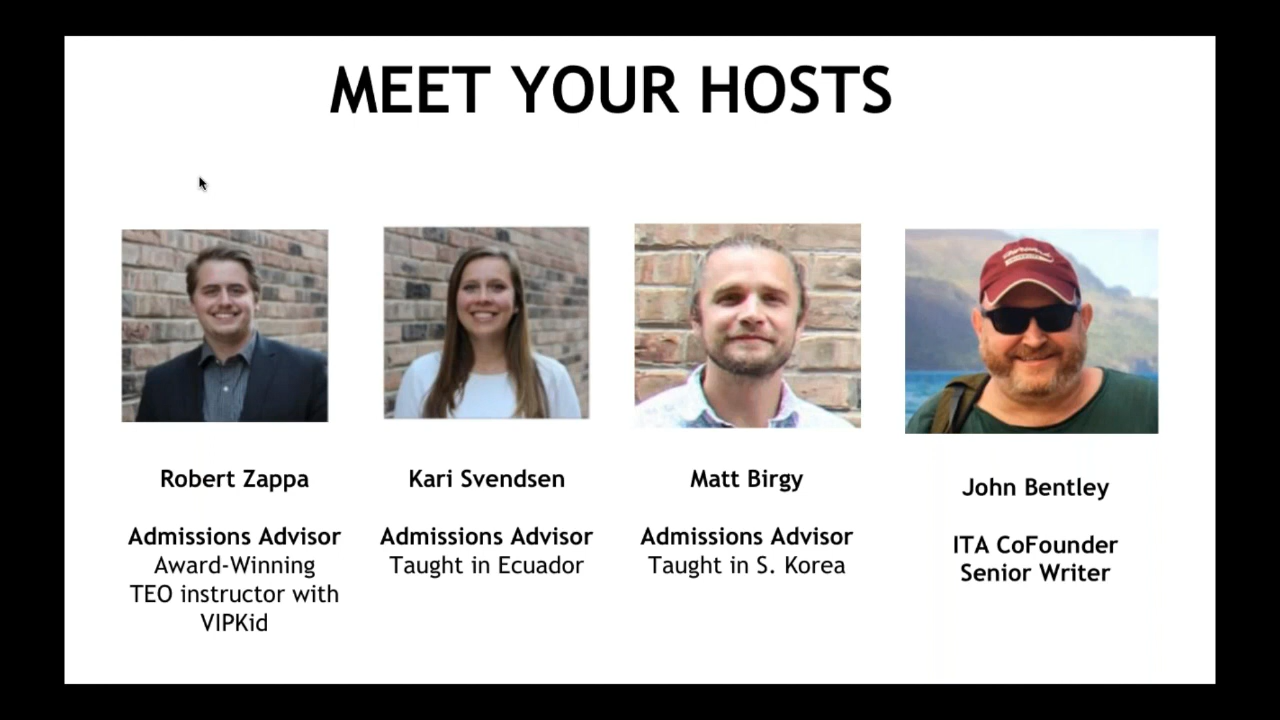 MEET YOUR HOSTS
Robert Zappa
Admissions Advisor
Award-Winning
TEO instructor with
VIPKid
Kari Svendsen
Admissions Advisor
Taught in Ecuador
Matt Birgy
Admissions Advisor
Taught in S. Korea
John Bentley
ITA CoFounder
Senior Writer